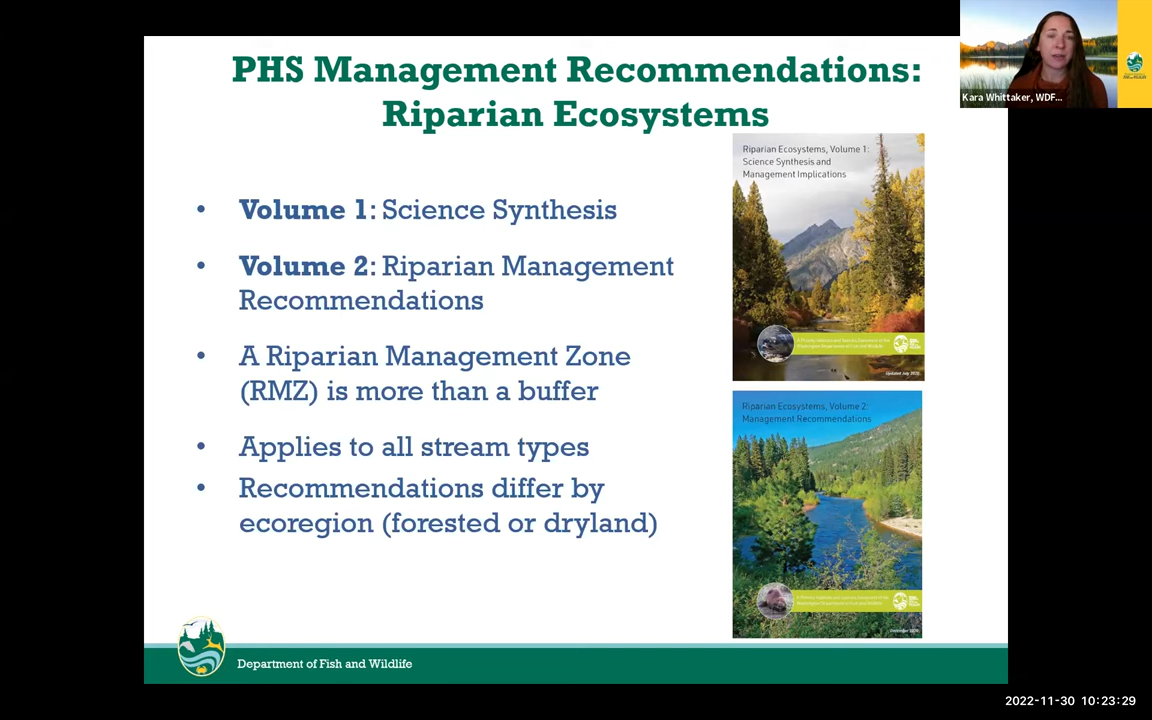 PHS Management Recommendations:
Riparian Ecosystems
Kara Whittaker, WDF...
Riparian Ecosystems, Volume 1:
Science Synthesis and
Management Implications
• Volume 1: Science Synthesis
• Volume 2: Riparian Management
Recommendations
• A Riparian Management Zone
(RMZ) is more than a buffer
• Applies to all stream types
• Recommendations differ by
ecoregion (forested or dryland)
Updated July 2020
Riparian Ecosystems, Volume 2:
Management Recommendations
Department of Fish and Wildlife
2022-11-30 10:23:29